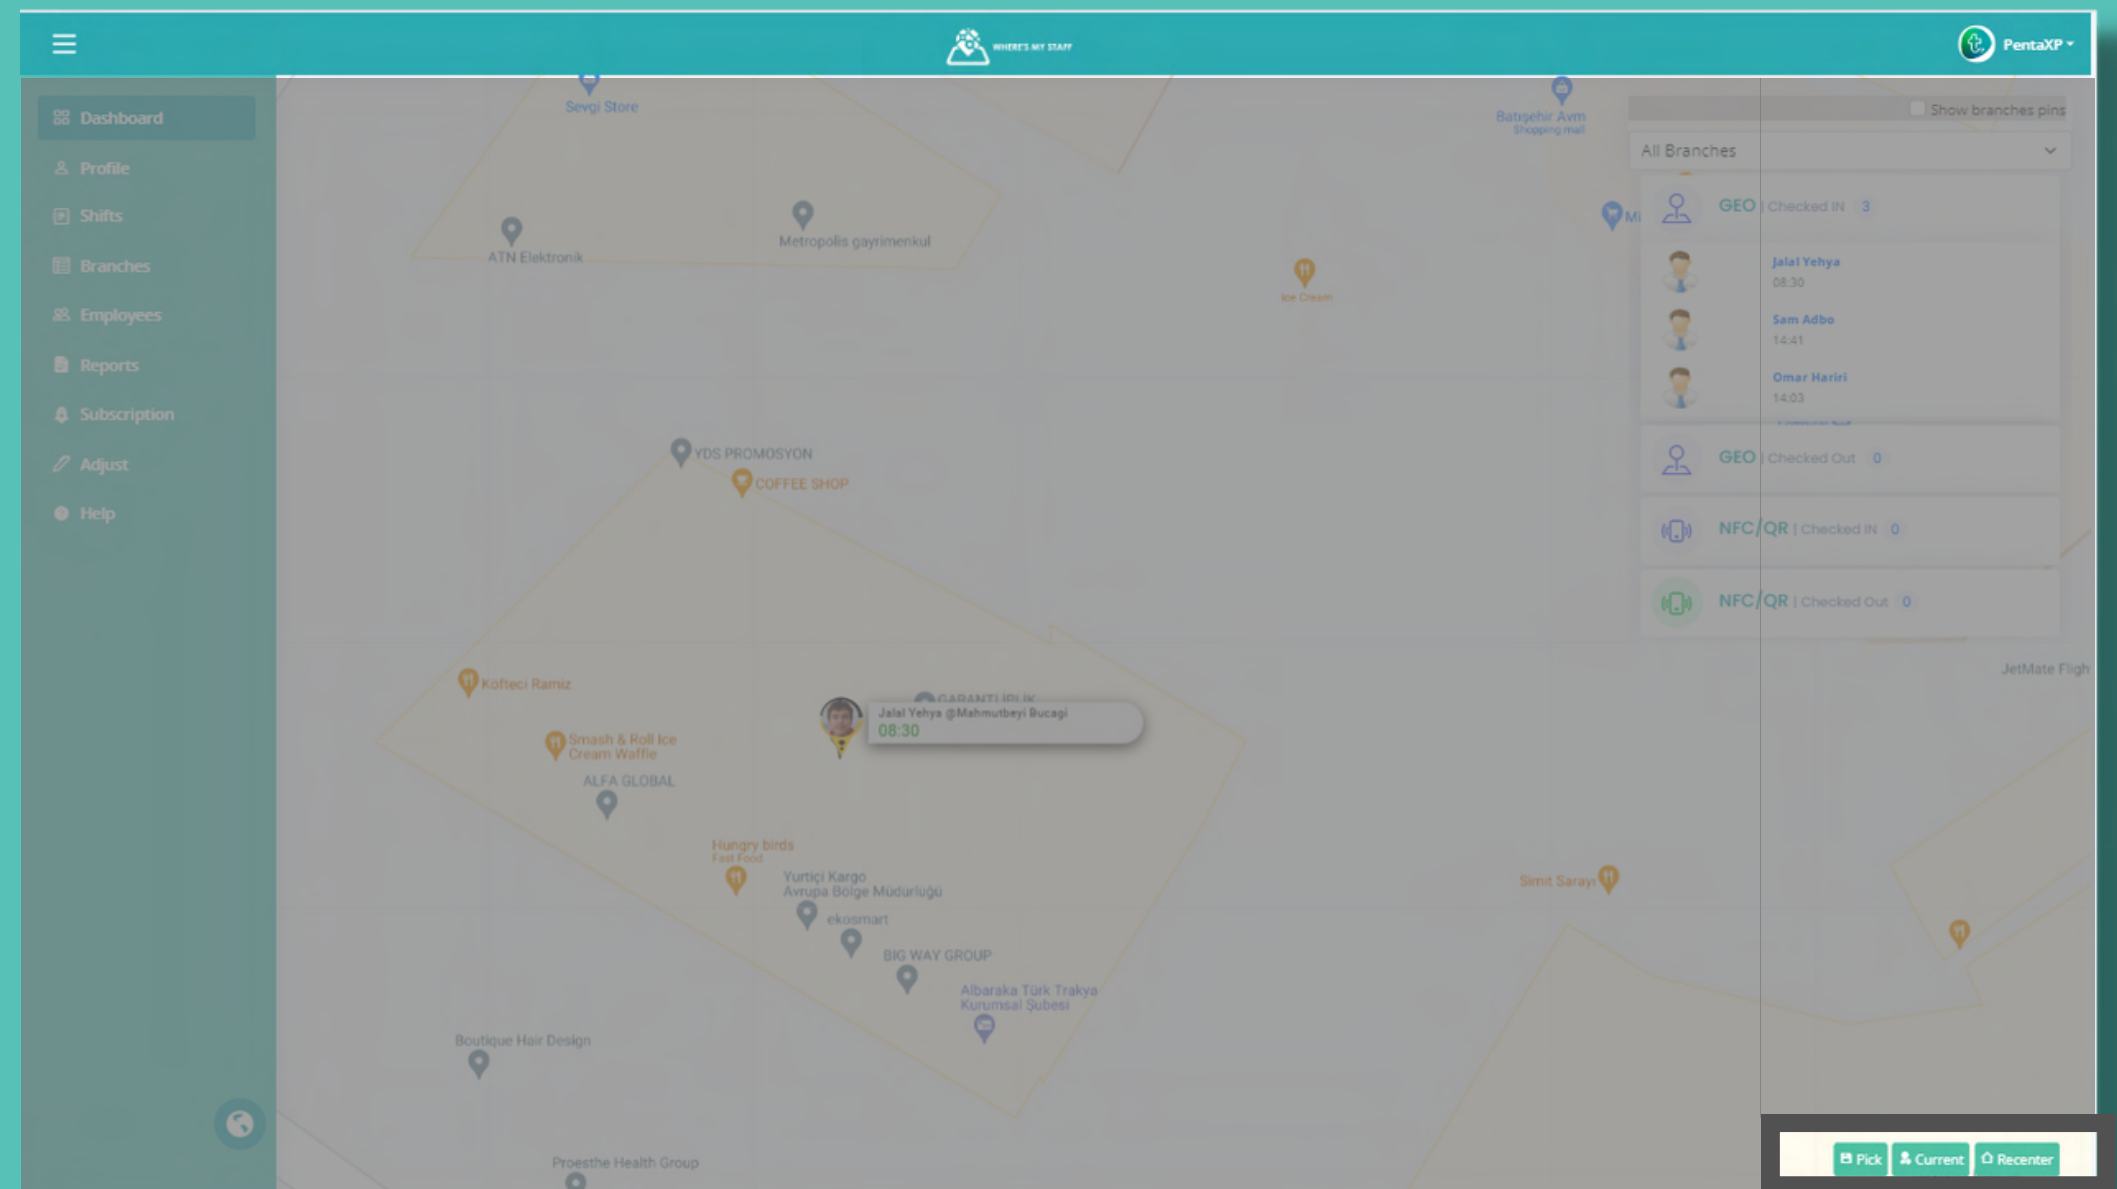 WHERE'S MY STAFF
PentaXP
Dashboard
Profile
Shifts
Branches
Employees
Reports
Subscription
Adjust
Help
Sevgi Store
Batışehir Avm
Shopping mall
Show branches pins
All Branches
ATN Elektronik
Metropolis gayrimenkul
Mi
Ice Cream
GEO | Checked IN 3
Jalal Yehya
08:30
Sam Adbo
14:41
Omar Hariri
14:03
GEO | Checked Out 0
NFC/QR | Checked IN 0
NFC/QR | Checked Out 0
YDS PROMOSYON
COFFEE SHOP
JetMate Fligh
Köfteci Ramiz
GARANTİ İPLİK
Jalal Yehya @Mahmutbeyi Bucagi
08:30
Smash & Roll Ice
Cream Waffle
ALFA GLOBAL
Hungry birds
Fast Food
Yurtiçi Kargo
Avrupa Bölge Müdürlüğü
ekosmart
BIG WAY GROUP
Simit Sarayı
Albaraka Türk Trakya
Kurumsal Şubesi
Boutique Hair Design
Proesthe Health Group
Pick
Current
Recenter